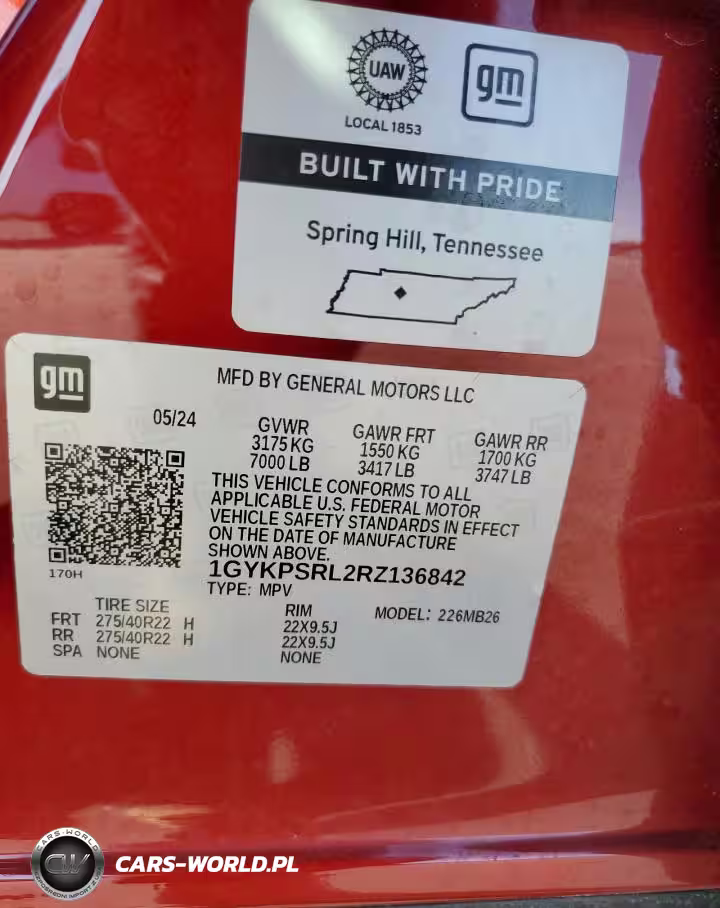 UAW
gm
LOCAL 1853
BUILT WITH PRIDE
Spring Hill, Tennessee
gm
MFD BY GENERAL MOTORS LLC
05/24
GVWR GAWR FRT GAWR RR
3175 KG 1550 KG 1700 KG
7000 LB 3417 LB 3747 LB
THIS VEHICLE CONFORMS TO ALL
APPLICABLE U.S. FEDERAL MOTOR
VEHICLE SAFETY STANDARDS IN EFFECT
ON THE DATE OF MANUFACTURE
SHOWN ABOVE.
170H
1GYKPSRL2RZ136842
TYPE: MPV
TIRE SIZE RIM MODEL: 226MB26
FRT 275/40R22 H 22X9.5J
RR 275/40R22 H 22X9.5J
SPA NONE NONE
CARS-WORLD
CW
CARS-WORLD.PL